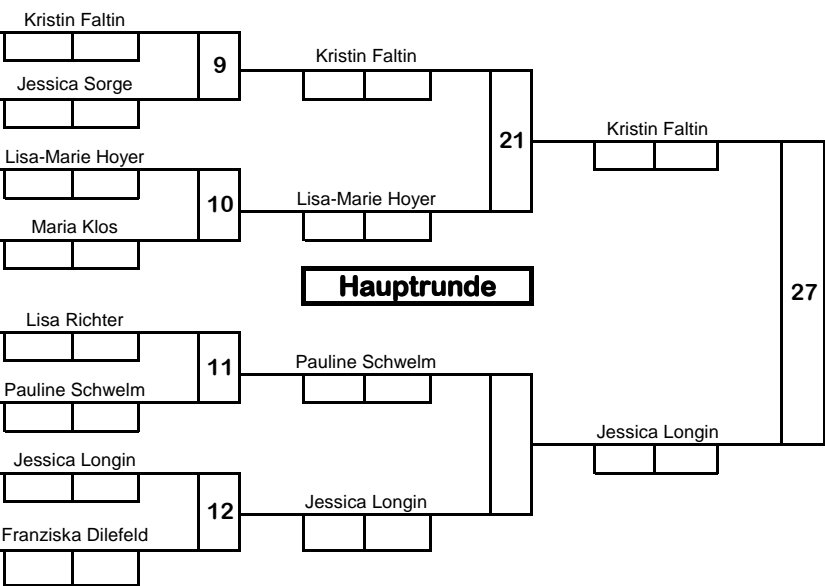 Kristin Faltin
9
Kristin Faltin
Jessica Sorge
21
Kristin Faltin
Lisa-Marie Hoyer
10
Lisa-Marie Hoyer
Maria Klos
Hauptrunde
27
Lisa Richter
11
Pauline Schwelm
Pauline Schwelm
Jessica Longin
Jessica Longin
12
Jessica Longin
Franziska Dilefeld